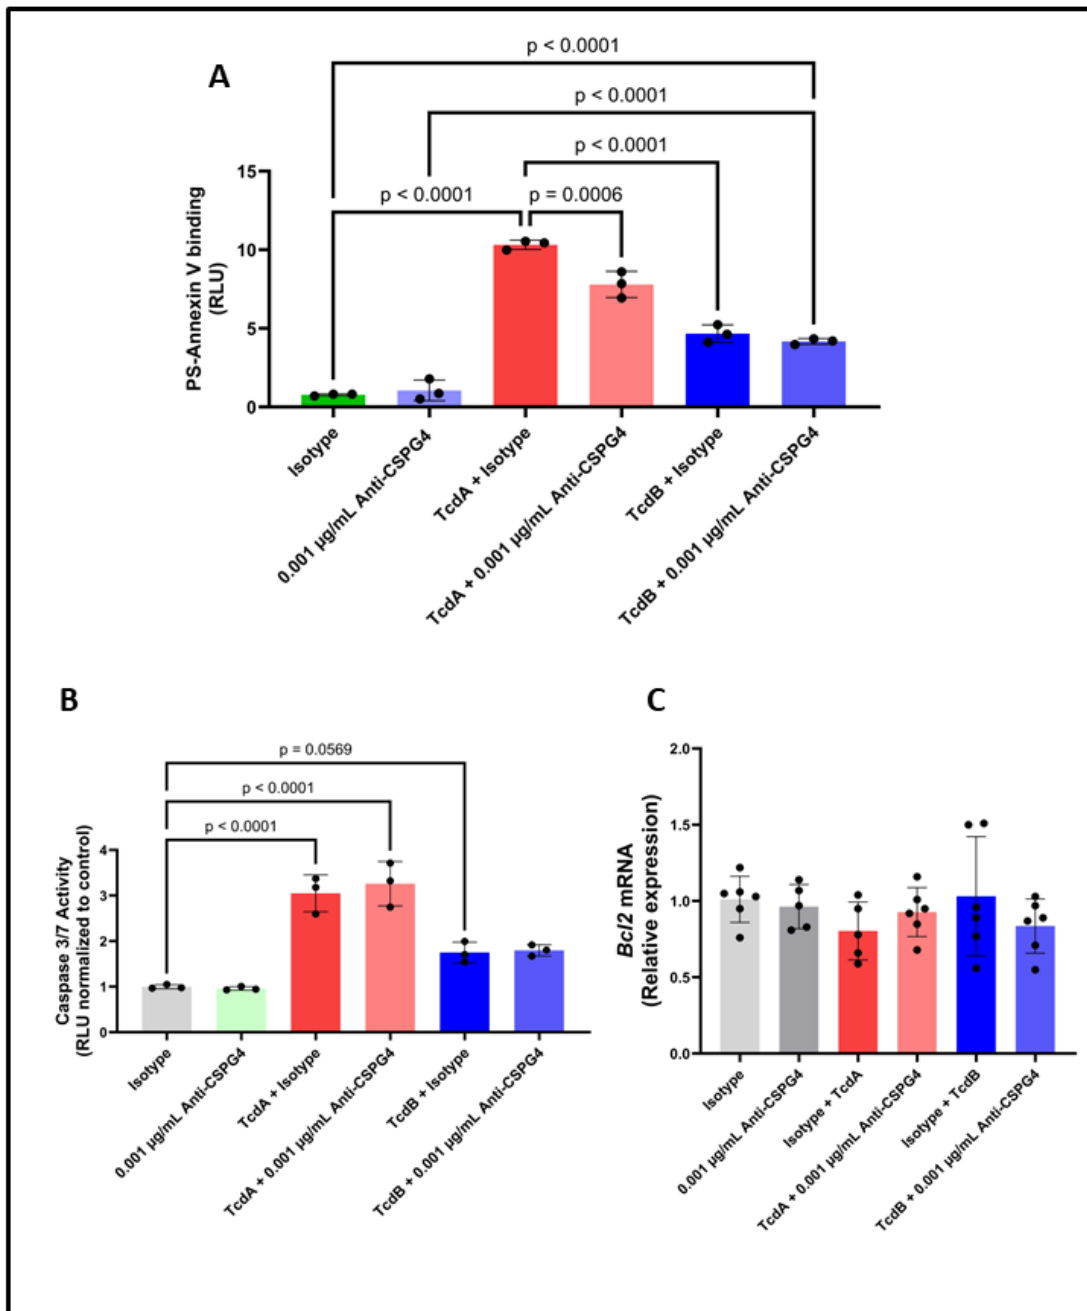 A
p < 0.0001
p < 0.0001
p < 0.0001
p < 0.0001
p = 0.0006
PS-Annexin V binding
(RLU)
15
10
5
0
Isotype
0.001 µg/mL Anti-CSPG4
TcdA + Isotype
TcdA + 0.001 µg/mL Anti-CSPG4
TcdB + Isotype
TcdB + 0.001 µg/mL Anti-CSPG4
B
p = 0.0569
p < 0.0001
p < 0.0001
Caspase 3/7 Activity
(RLU normalized to control)
4
3
2
1
0
Isotype
0.001 µg/mL Anti-CSPG4
TcdA + Isotype
TcdA + 0.001 µg/mL Anti-CSPG4
TcdB + Isotype
TcdB + 0.001 µg/mL Anti-CSPG4
C
Bcl2 mRNA
(Relative expression)
2.0
1.5
1.0
0.5
0.0
Isotype
0.001 µg/mL Anti-CSPG4
Isotype + TcdA
TcdA + 0.001 µg/mL Anti-CSPG4
Isotype + TcdB
TcdB + 0.001 µg/mL Anti-CSPG4